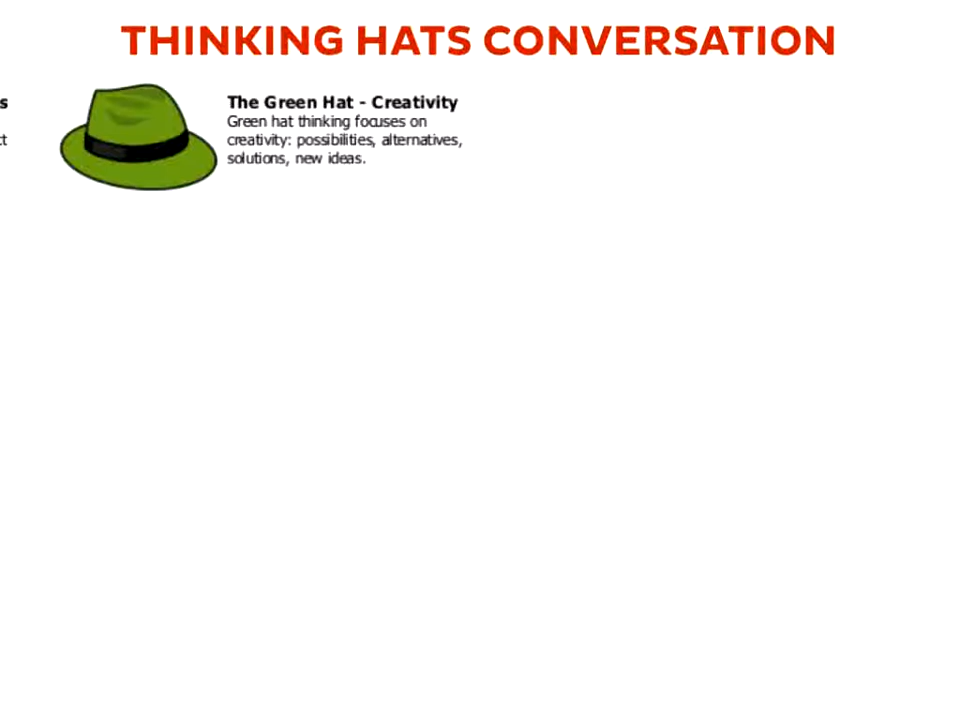 THINKING HATS CONVERSATION
The Green Hat - Creativity
Green hat thinking focuses on
creativity: possibilities, alternatives,
solutions, new ideas.